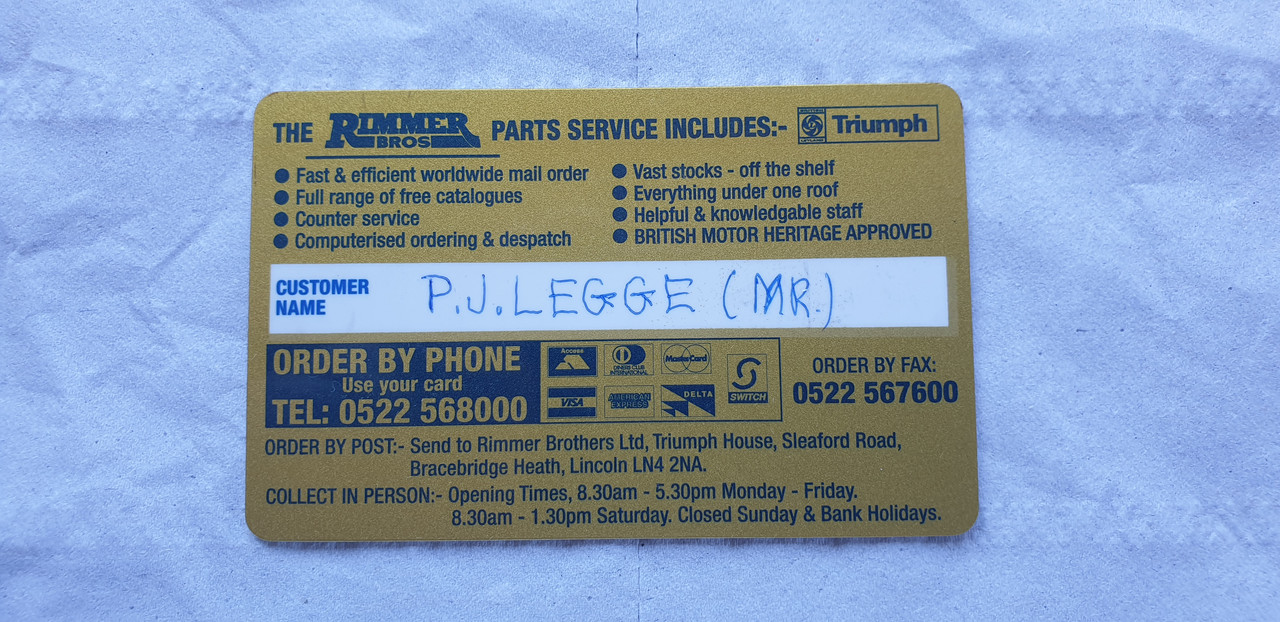 THE RIMMER BROS PARTS SERVICE INCLUDES:- BRITISH LEYLAND Triumph
● Fast & efficient worldwide mail order
● Full range of free catalogues
● Counter service
● Computerised ordering & despatch
● Vast stocks - off the shelf
● Everything under one roof
● Helpful & knowledgable staff
● BRITISH MOTOR HERITAGE APPROVED
CUSTOMER
NAME
P.J.LEGGE (MR.)
ORDER BY PHONE
Use your card
TEL: 0522 568000
Access
DINERS CLUB
INTERNATIONAL
MasterCard
VISA
AMERICAN
EXPRESS
DELTA
SWITCH
ORDER BY FAX:
0522 567600
ORDER BY POST:- Send to Rimmer Brothers Ltd, Triumph House, Sleaford Road,
Bracebridge Heath, Lincoln LN4 2NA.
COLLECT IN PERSON:- Opening Times, 8.30am - 5.30pm Monday - Friday.
8.30am - 1.30pm Saturday. Closed Sunday & Bank Holidays.